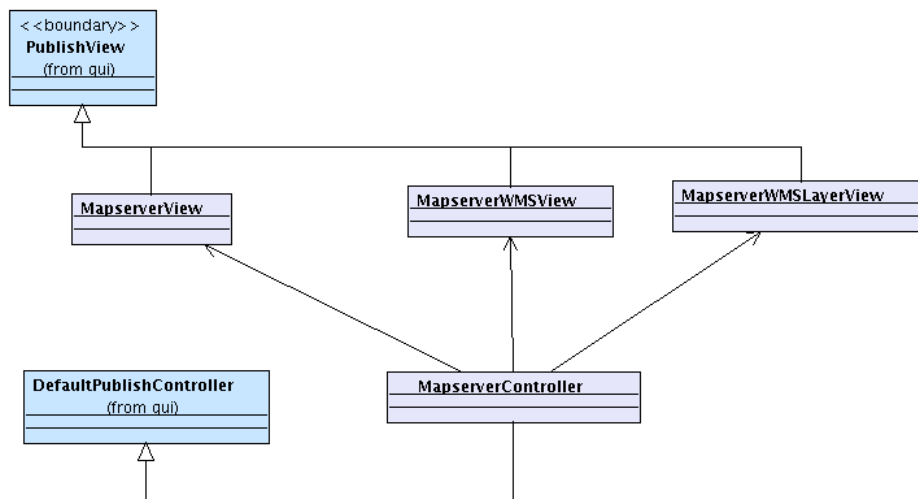 <<boundary>>
PublishView
(from gui)
MapserverView
MapserverWMSView
MapserverWMSLayerView
DefaultPublishController
(from gui)
MapserverController